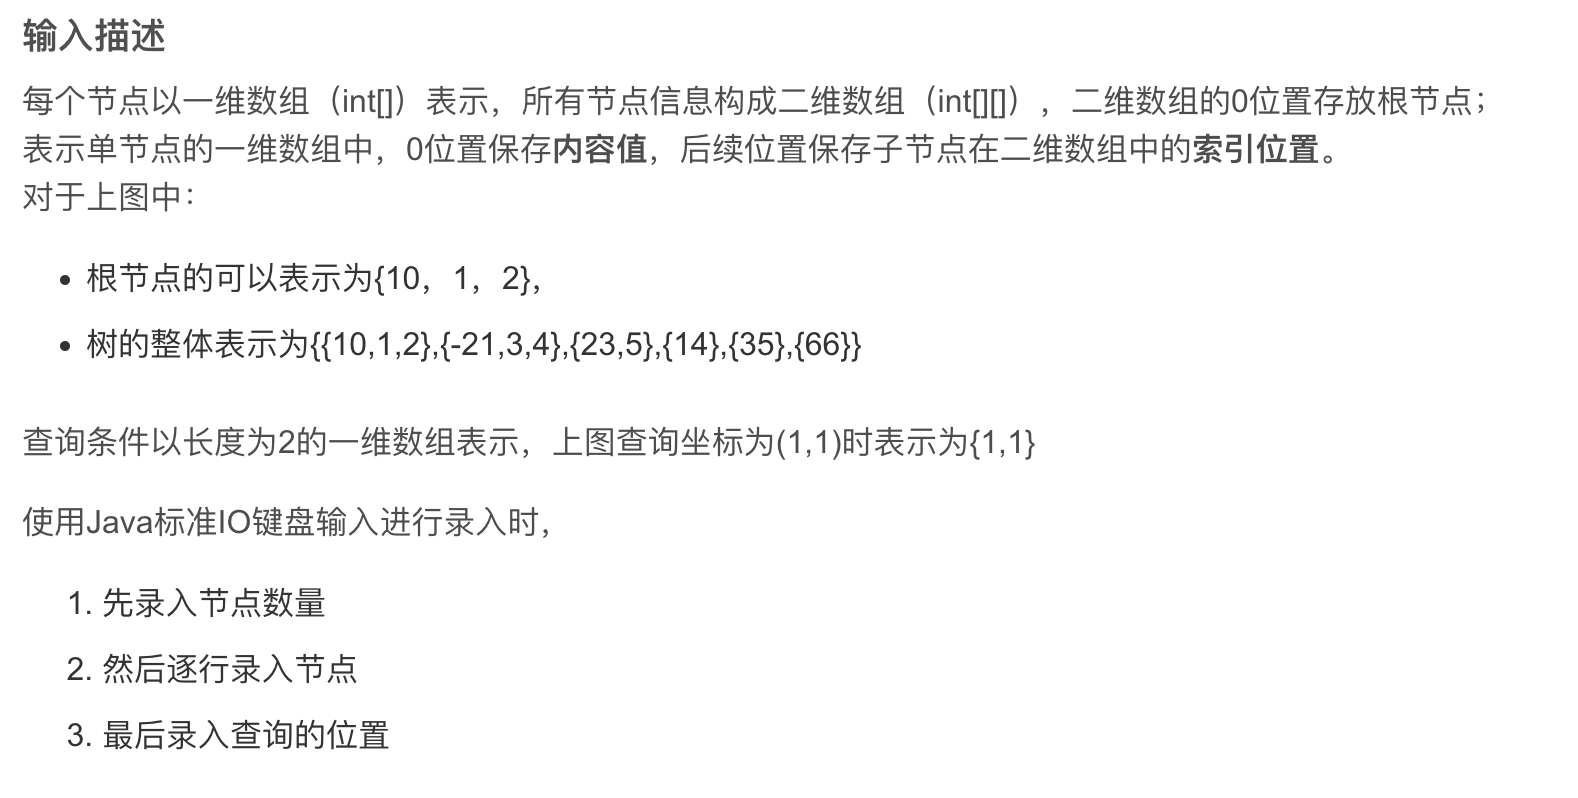 输入描述
每个节点以一维数组（int[]）表示，所有节点信息构成二维数组（int[][]），二维数组的0位置存放根节点；
表示单节点的一维数组中，0位置保存内容值，后续位置保存子节点在二维数组中的索引位置。
对于上图中：
• 根节点的可以表示为{10，1，2}，
• 树的整体表示为{{10,1,2},{-21,3,4},{23,5},{14},{35},{66}}
查询条件以长度为2的一维数组表示，上图查询坐标为(1,1)时表示为{1,1}
使用Java标准IO键盘输入进行录入时，
1. 先录入节点数量
2. 然后逐行录入节点
3. 最后录入查询的位置